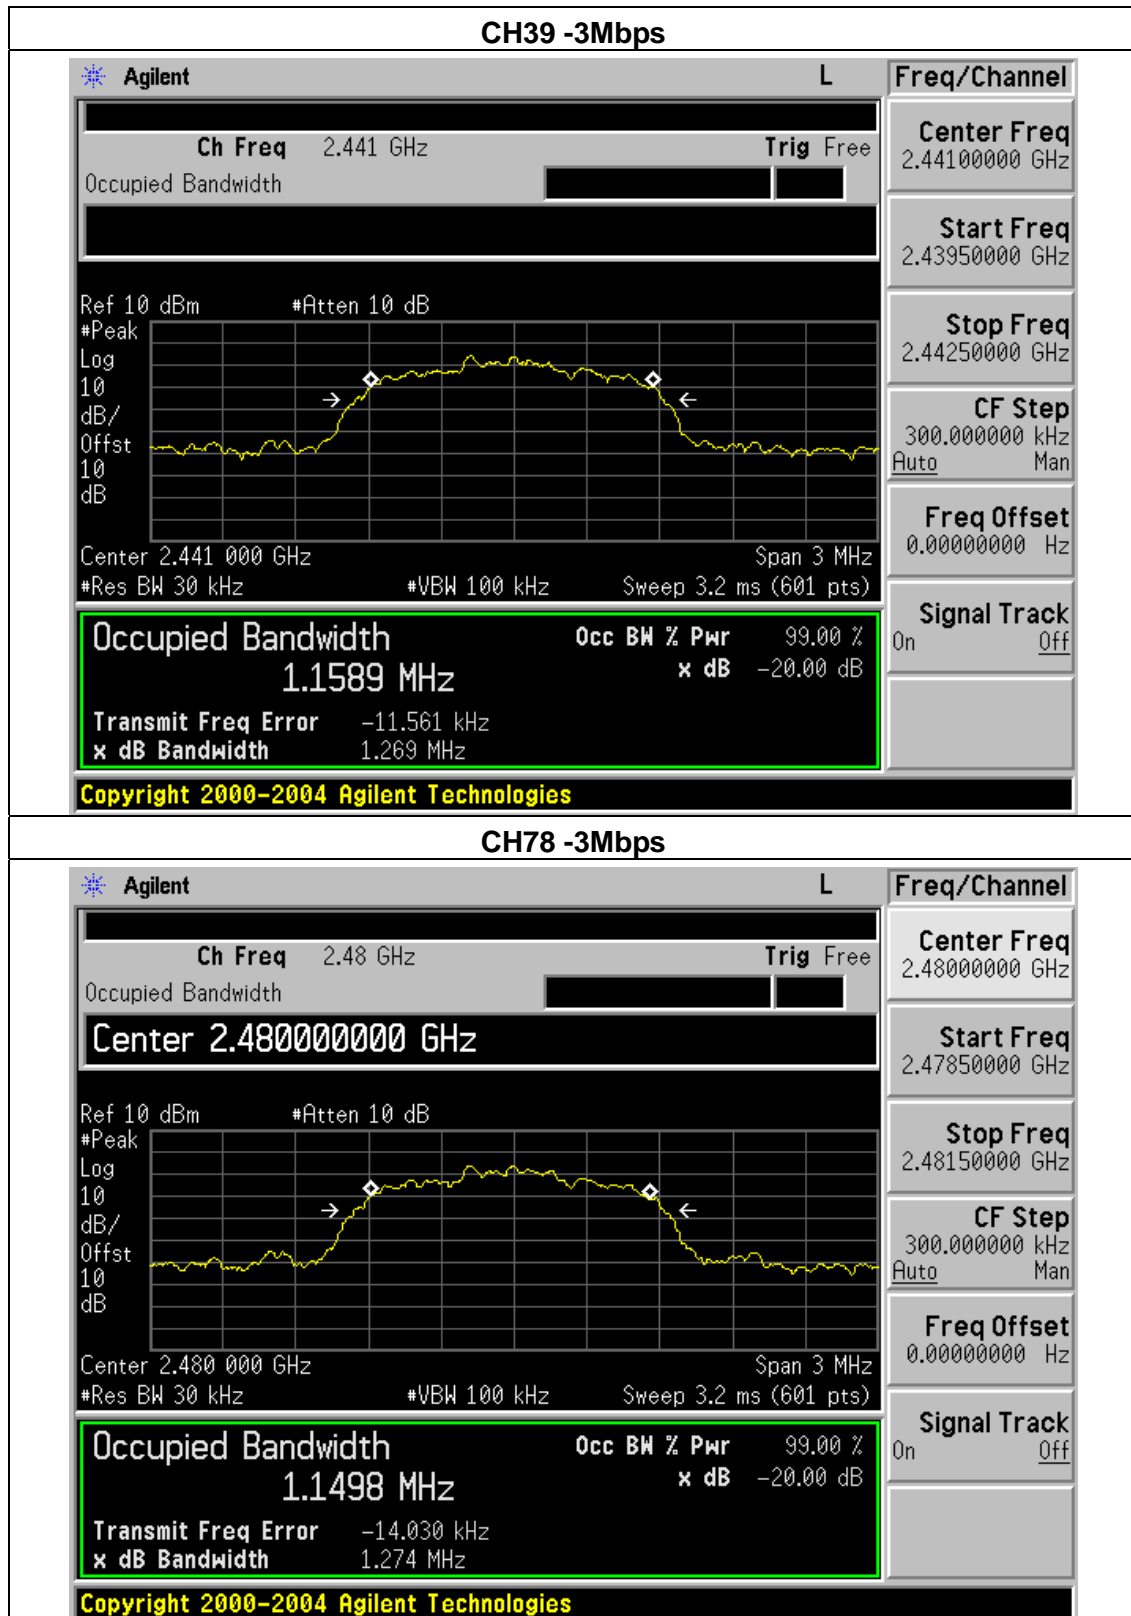 CH39 -3Mbps
Agilent L Freq/Channel
Ch Freq 2.441 GHz Trig Free
Occupied Bandwidth
Center Freq
2.44100000 GHz
Start Freq
2.43950000 GHz
Stop Freq
2.44250000 GHz
CF Step
300.000000 kHz
Auto Man
Freq Offset
0.00000000 Hz
Signal Track
On Off
Ref 10 dBm #Atten 10 dB
#Peak
Log
10
dB/
Offst
10
dB
Center 2.441 000 GHz Span 3 MHz
#Res BW 30 kHz #VBW 100 kHz Sweep 3.2 ms (601 pts)
Occupied Bandwidth Occ BW % Pwr 99.00 %
1.1589 MHz x dB -20.00 dB
Transmit Freq Error -11.561 kHz
x dB Bandwidth 1.269 MHz
Copyright 2000-2004 Agilent Technologies
CH78 -3Mbps
Agilent L Freq/Channel
Ch Freq 2.48 GHz Trig Free
Occupied Bandwidth
Center 2.480000000 GHz
Center Freq
2.48000000 GHz
Start Freq
2.47850000 GHz
Stop Freq
2.48150000 GHz
CF Step
300.000000 kHz
Auto Man
Freq Offset
0.00000000 Hz
Signal Track
On Off
Ref 10 dBm #Atten 10 dB
#Peak
Log
10
dB/
Offst
10
dB
Center 2.480 000 GHz Span 3 MHz
#Res BW 30 kHz #VBW 100 kHz Sweep 3.2 ms (601 pts)
Occupied Bandwidth Occ BW % Pwr 99.00 %
1.1498 MHz x dB -20.00 dB
Transmit Freq Error -14.030 kHz
x dB Bandwidth 1.274 MHz
Copyright 2000-2004 Agilent Technologies